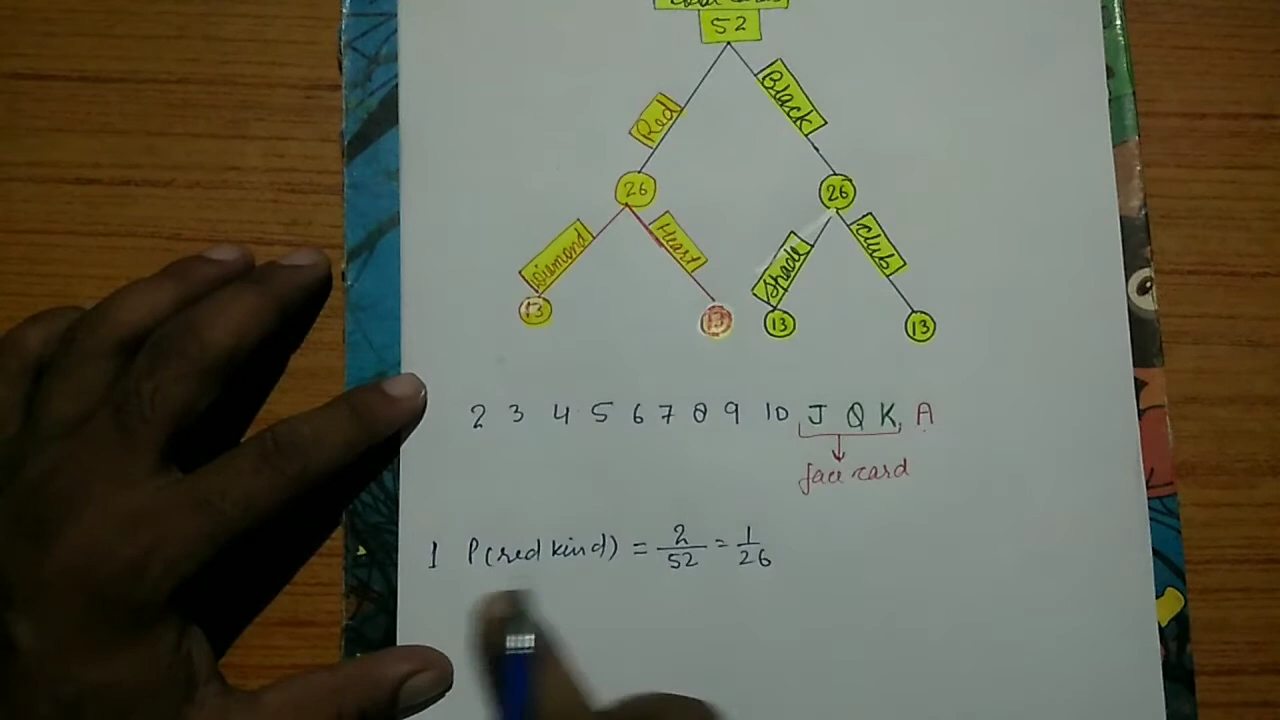 52
Red Black
26 26
Diamond Heart Spade Club
13 13 13
2 3 4 5 6 7 8 9 10 J Q K, A
face card
1 P(red kind) = 2/52 = 1/26